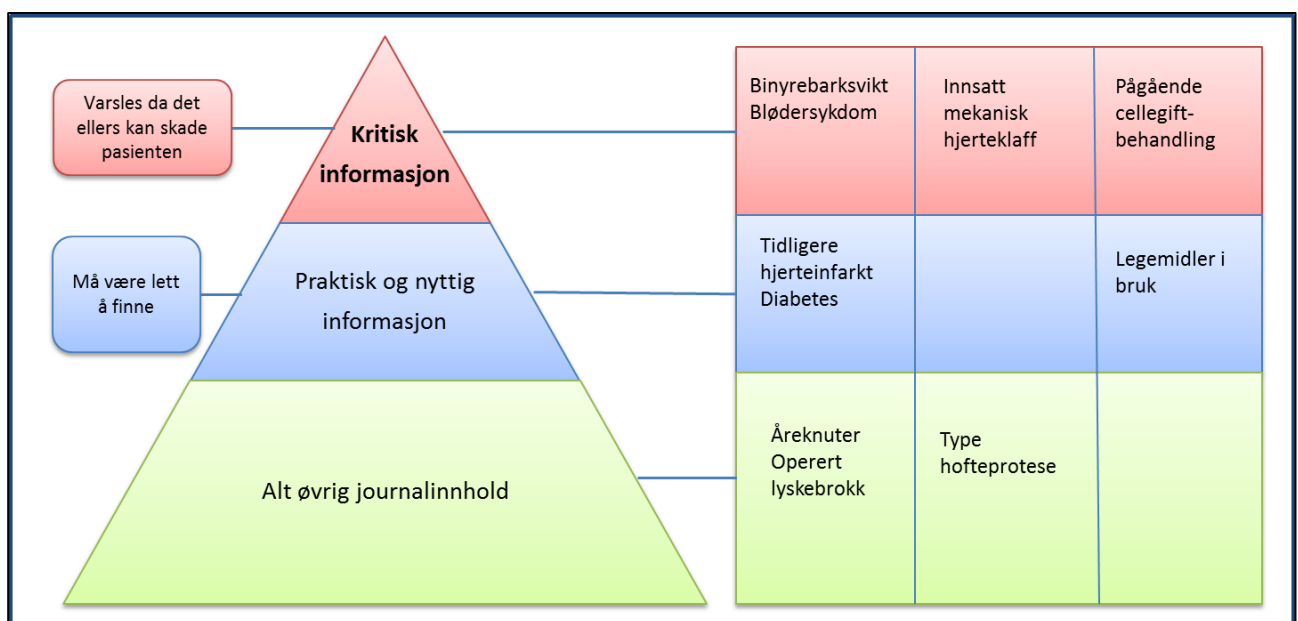 Varsles da det
ellers kan skade
pasienten
Kritisk
informasjon
Binyrebarksvikt
Blødersykdom
Innsatt
mekanisk
hjerteklaff
Pågående
cellegift-
behandling
Må være lett
å finne
Praktisk og nyttig
informasjon
Tidligere
hjerteinfarkt
Diabetes
Legemidler i
bruk
Alt øvrig journalinnhold
Åreknuter
Operert
lyskebrokk
Type
hofteprotese